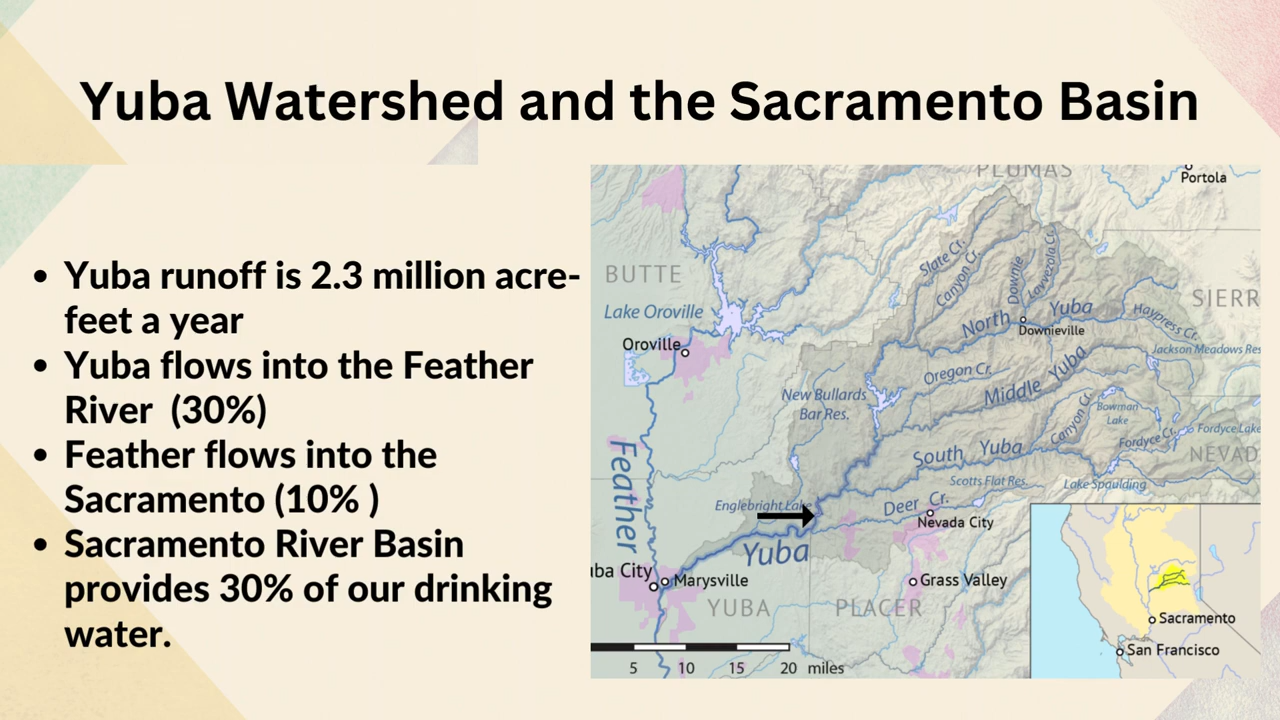 Yuba Watershed and the Sacramento Basin
• Yuba runoff is 2.3 million acre-
feet a year
• Yuba flows into the Feather
River (30%)
• Feather flows into the
Sacramento (10% )
• Sacramento River Basin
provides 30% of our drinking
water.
PLUMAS
Portola
BUTTE
Slate Cr.
Canyon Cr.
Downie
Lavezola Cr.
SIERR
Lake Oroville
North Yuba
Haypress Cr.
Downieville
Oroville
Jackson Meadows Res
Oregon Cr.
Middle Yuba
New Bullards
Bar Res.
Canyon Cr.
Bowman
Lake
Fordyce Cr.
Fordyce Lake
South Yuba
NEVAD
Feather
Scotts Flat Res.
Lake Spaulding
Englebright Lake
Deer Cr.
Nevada City
Yuba
uba City
Marysville
Grass Valley
YUBA
PLACER
Sacramento
San Francisco
5 10 15 20 miles